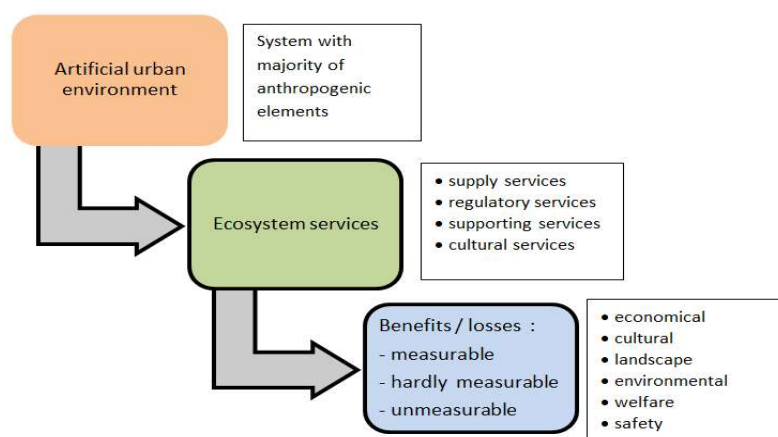 Artificial urban
environment
System with
majority of
anthropogenic
elements
Ecosystem services
• supply services
• regulatory services
• supporting services
• cultural services
Benefits / losses :
- measurable
- hardly measurable
- unmeasurable
• economical
• cultural
• landscape
• environmental
• welfare
• safety